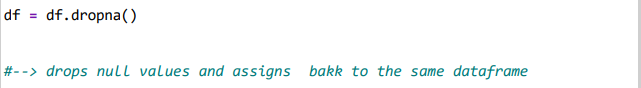 df = df.dropna()
#--> drops null values and assigns  bakk to the same dataframe